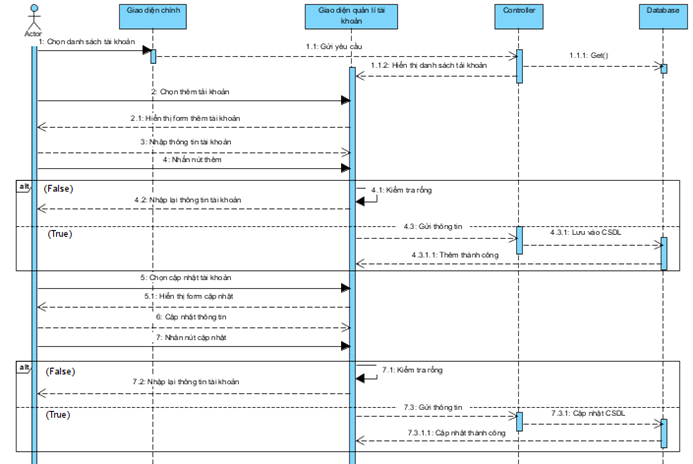 Giao diện chính
Giao diện quản lí tài
khoản
Controller
Database
Actor
1: Chọn danh sách tài khoản
1.1: Gửi yêu cầu
1.1.1: Get()
1.1.2: Hiển thị danh sách tài khoản
2: Chọn thêm tài khoản
2.1: Hiển thị form thêm tài khoản
3: Nhập thông tin tài khoản
4: Nhấn nút thêm
alt
(False)
4.1: Kiểm tra rỗng
4.2: Nhập lại thông tin tài khoản
(True)
4.3: Gửi thông tin
4.3.1: Lưu vào CSDL
4.3.1.1: Thêm thành công
5: Chọn cập nhật tài khoản
5.1: Hiển thị form cập nhật
6: Cập nhật thông tin
7: Nhấn nút cập nhật
alt
(False)
7.1: Kiểm tra rỗng
7.2: Nhập lại thông tin tài khoản
(True)
7.3: Gửi thông tin
7.3.1: Cập nhật CSDL
7.3.1.1: Cập nhật thành công